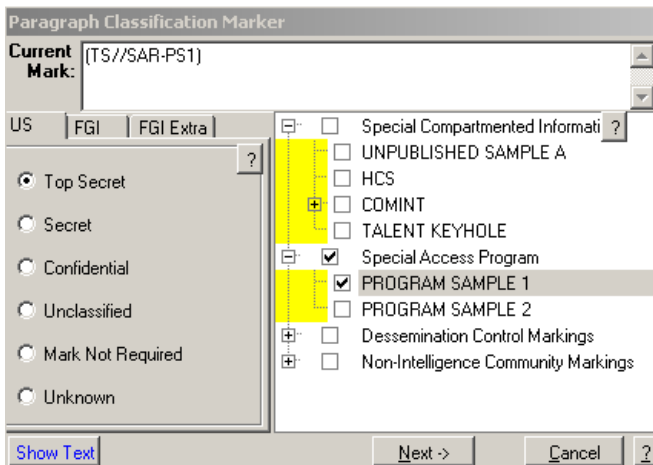 Paragraph Classification Marker
Current Mark:
(TS//SAR-PS1)
US
FGI
FGI Extra
?
Top Secret
Secret
Confidential
Unclassified
Mark Not Required
Unknown
Special Compartmented Informati
?
UNPUBLISHED SAMPLE A
HCS
COMINT
TALENT KEYHOLE
Special Access Program
PROGRAM SAMPLE 1
PROGRAM SAMPLE 2
Dessemination Control Markings
Non-Intelligence Community Markings
Show Text
Next ->
Cancel
?